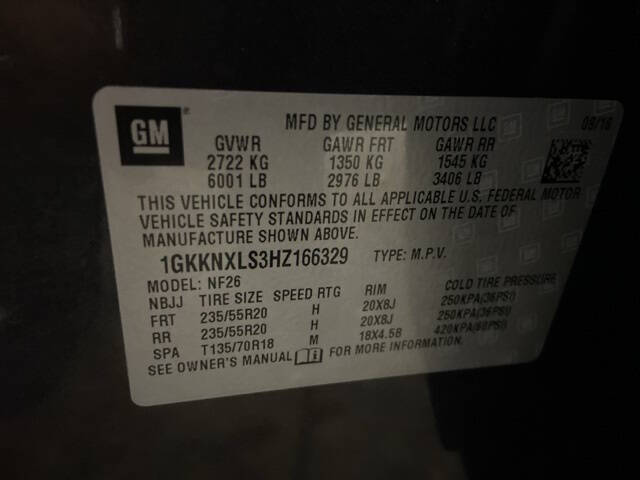 GM
MFD BY GENERAL MOTORS LLC 08/16
GVWR GAWR FRT GAWR RR
2722 KG 1350 KG 1545 KG
6001 LB 2976 LB 3406 LB
THIS VEHICLE CONFORMS TO ALL APPLICABLE U.S. FEDERAL MOTOR
VEHICLE SAFETY STANDARDS IN EFFECT ON THE DATE OF
MANUFACTURE SHOWN ABOVE.
1GKKNXLS3HZ166329 TYPE: M.P.V.
MODEL: NF26
NBJJ TIRE SIZE SPEED RTG RIM COLD TIRE PRESSURE
FRT 235/55R20 H 20X8J 250KPA(36PSI)
RR 235/55R20 H 20X8J 250KPA(36PSI)
SPA T135/70R18 M 18X4.5B 420KPA(60PSI)
SEE OWNER'S MANUAL FOR MORE INFORMATION.